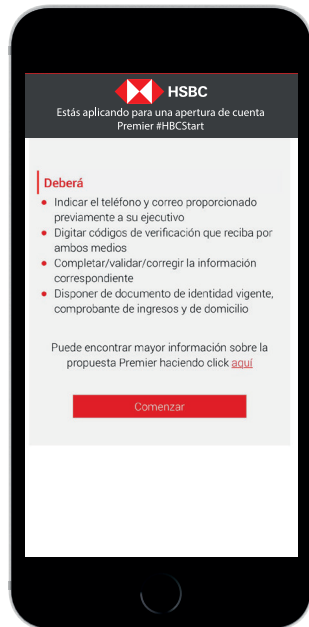 HSBC
Estás aplicando para una apertura de cuenta
Premier #HBCStart
Deberá
Indicar el teléfono y correo proporcionado
previamente a su ejecutivo
Digitar códigos de verificación que reciba por
ambos medios
Completar/validar/corregir la información
correspondiente
Disponer de documento de identidad vigente,
comprobante de ingresos y de domicilio
Puede encontrar mayor información sobre la
propuesta Premier haciendo click aquí
Comenzar